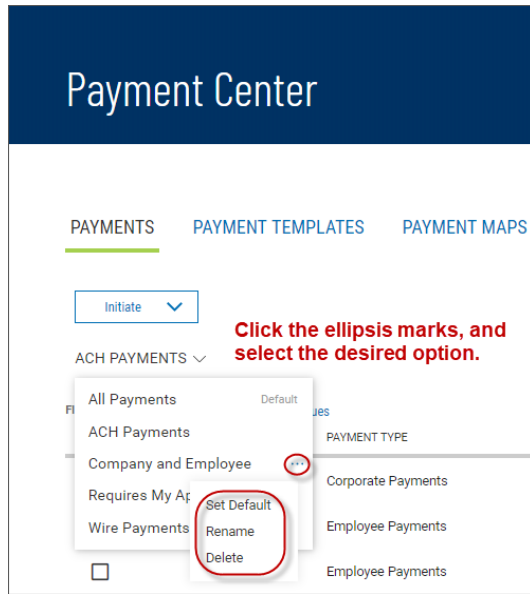 Payment Center
PAYMENTS PAYMENT TEMPLATES PAYMENT MAPS
Initiate
Click the ellipsis marks, and
select the desired option.
ACH PAYMENTS
All Payments Default
ACH Payments
PAYMENT TYPE
Company and Employee ...
Corporate Payments
Requires My
Set Default
Wire Payments
Rename
Employee Payments
Delete
Employee Payments